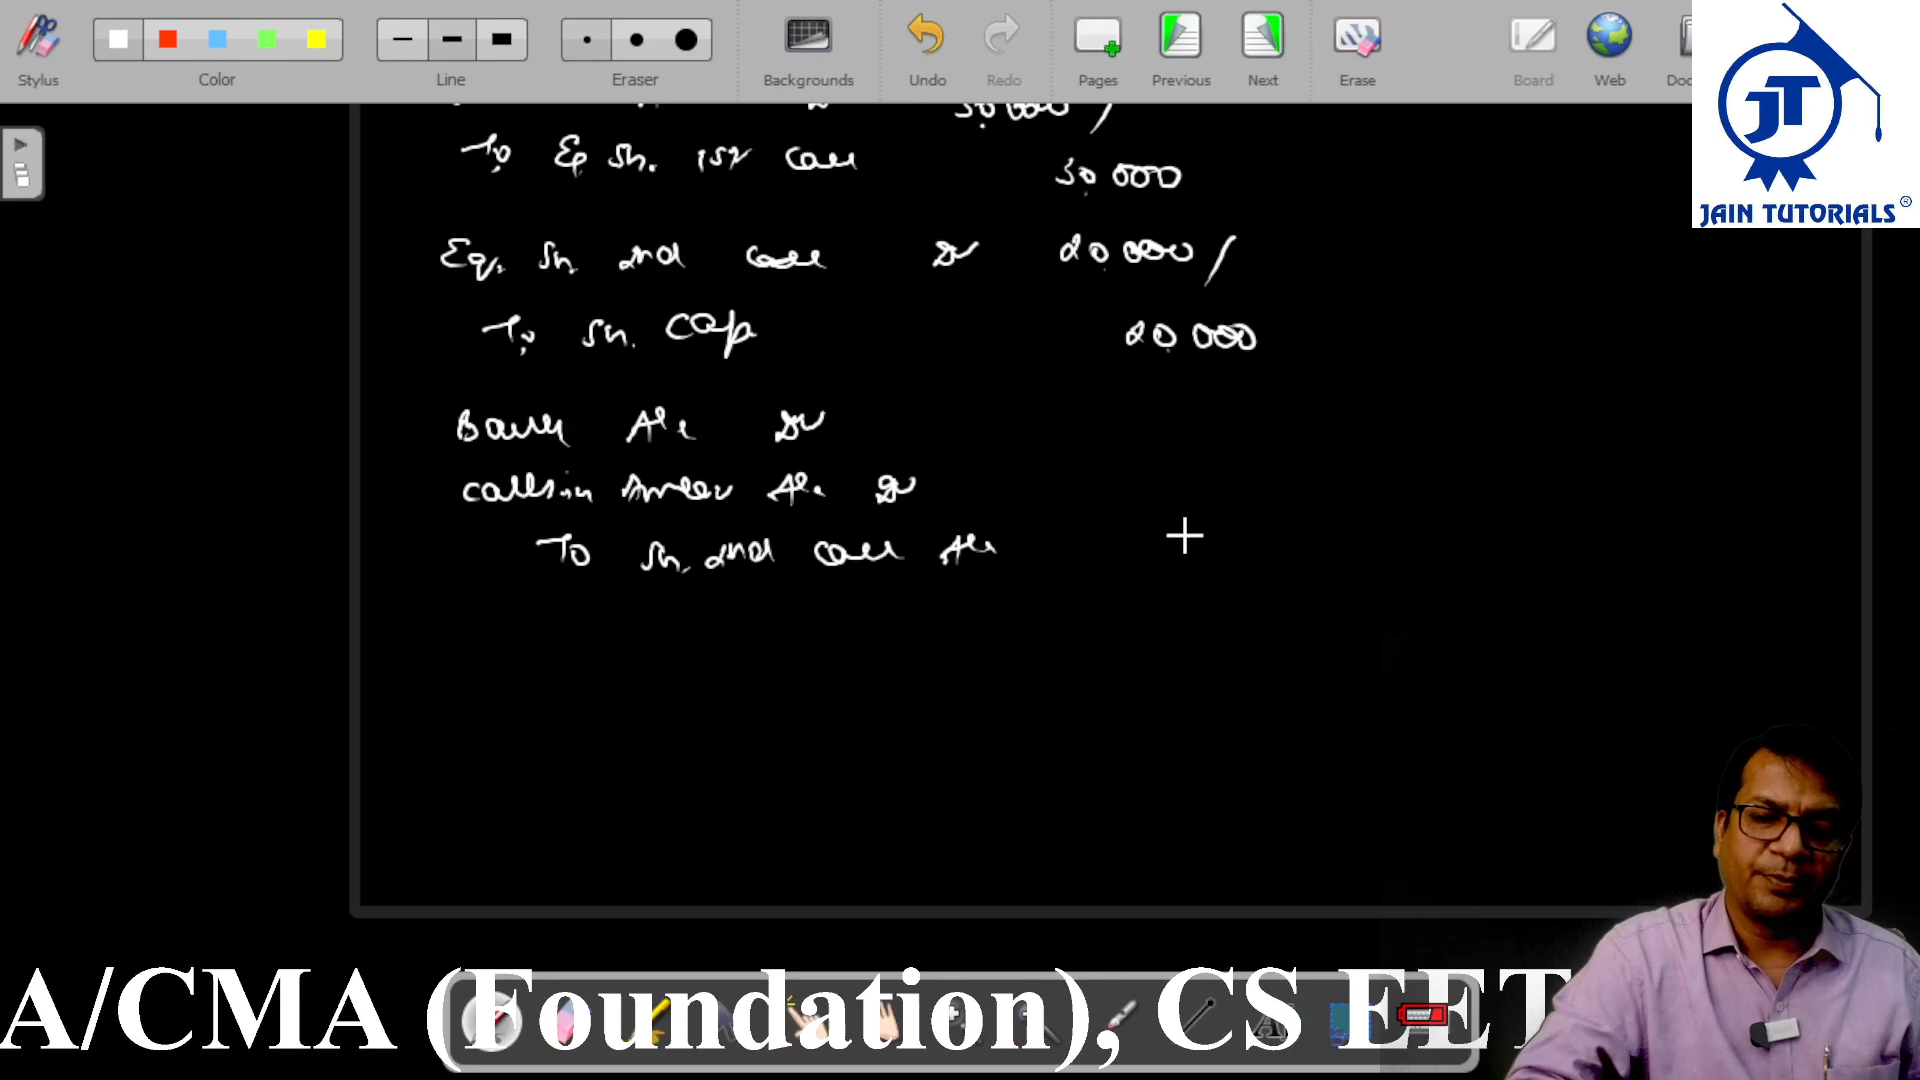 Stylus
Color
Line
Eraser
Backgrounds
Undo
Redo
Pages
Previous
Next
Erase
Board
Web
JT
JAIN TUTORIALS®
30,000/
To Eq Sh. 1st Call
30,000
Eq. Sh. 2nd Call Dr 20,000/
To Sh. Cap 20,000
Bank A/c Dr
Calls in Arrear A/c Dr
To Sh. 2nd Call A/c
A/CMA (Foundation), CS EET